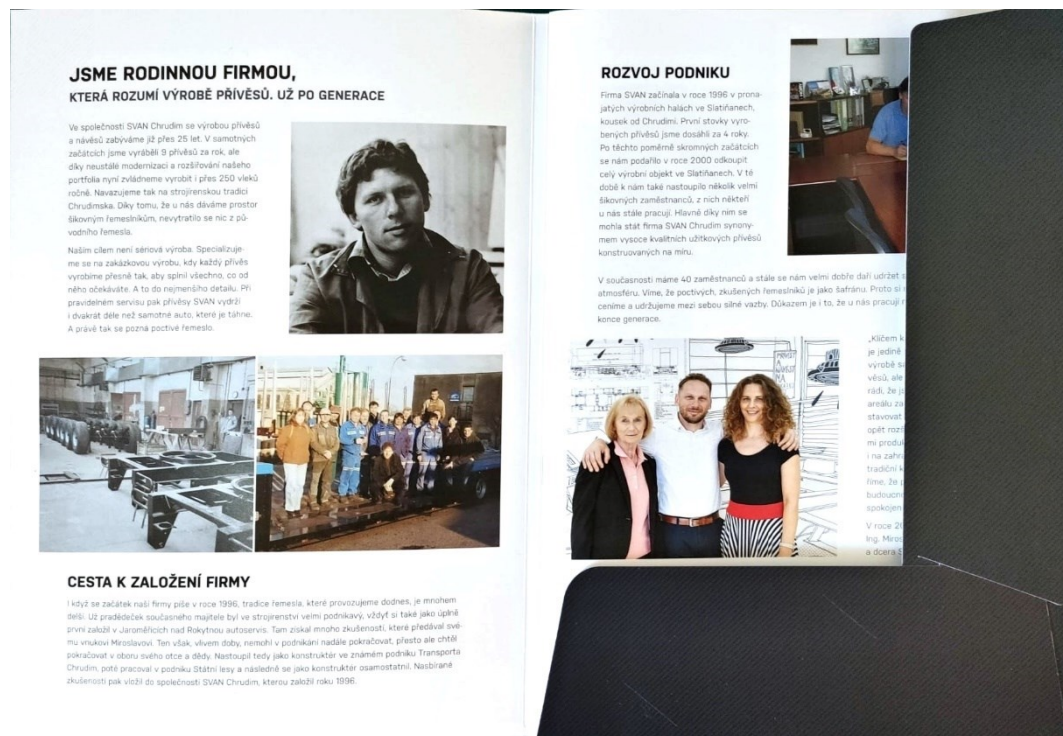 JSME RODINNOU FIRMOU,
KTERÁ ROZUMÍ VÝROBĚ PŘÍVĚSŮ. UŽ PO GENERACE
Ve společnosti SVAN Chrudim se výrobou přívěsů
a návěsů zabýváme již přes 25 let. V samotných
začátcích jsme vyráběli 9 přívěsů za rok, ale
díky neustálé modernizaci a rozšiřování našeho
portfolia nyní zvládneme vyrobit i přes 250 vleků
ročně. Navazujeme tak na strojírenskou tradici
Chrudimska. Díky tomu, že u nás dáváme prostor
šikovným řemeslníkům, nevytratilo se nic z pů-
vodního řemesla.
Naším cílem není sériová výroba. Specializuje-
me se na zakázkovou výrobu, kdy každý přívěs
vyrobíme přesně tak, aby splnil všechno, co od
něho očekáváte. A to do nejmenšího detailu. Při
pravidelném servisu pak přívěsy SVAN vydrží
i dvakrát déle než samotné auto, které je táhne.
A právě tak se pozná poctivé řemeslo.
CESTA K ZALOŽENÍ FIRMY
I když se začátek naší firmy píše v roce 1996, tradice řemesla, které provozujeme dodnes, je mnohem
delší. Už pradědeček současného majitele byl ve strojírenství velmi podnikavý, vždyť si také jako úplně
první založil v Jaroměřicích nad Rokytnou autoservis. Tam získal mnoho zkušeností, které předával své-
mu vnukovi Miroslavovi. Ten však, vlivem doby, nemohl v podnikání nadále pokračovat, přesto ale chtěl
pokračovat v oboru svého otce a dědy. Nastoupil tedy jako konstruktér ve známém podniku Transporta
Chrudim, poté pracoval v podniku Státní lesy a následně se jako konstruktér osamostatnil. Nasbírané
zkušenosti pak vložil do společnosti SVAN Chrudim, kterou založil roku 1996.
ROZVOJ PODNIKU
Firma SVAN začínala v roce 1996 v prona-
jatých výrobních halách ve Slatiňanech,
kousek od Chrudimi. První stovky vyro-
bených přívěsů jsme dosáhli za 4 roky.
Po těchto poměrně skromných začátcích
se nám podařilo v roce 2000 odkoupit
celý výrobní objekt ve Slatiňanech. V té
době k nám také nastoupilo několik velmi
šikovných zaměstnanců, z nich někteří
u nás stále pracují. Hlavně díky nim se
mohla stát firma SVAN Chrudim synony-
mem vysoce kvalitních užitkových přívěsů
konstruovaných na míru.
V současnosti máme 40 zaměstnanců a stále se nám velmi dobře daří udržet
atmosféru. Víme, že poctivých, zkušených řemeslníků je jako šafránu. Proto si
ceníme a udržujeme mezi sebou silné vazby. Důkazem je i to, že u nás pracují
konce generace.
„Klíčem k
je jedině
výrobě
věsů, ale
rádi, že
areálu za
stavovat
opět
mi produk
i na zahra
tradiční k
říme, že
budoucno
spokojen
V roce
Ing. Miro
a dcera